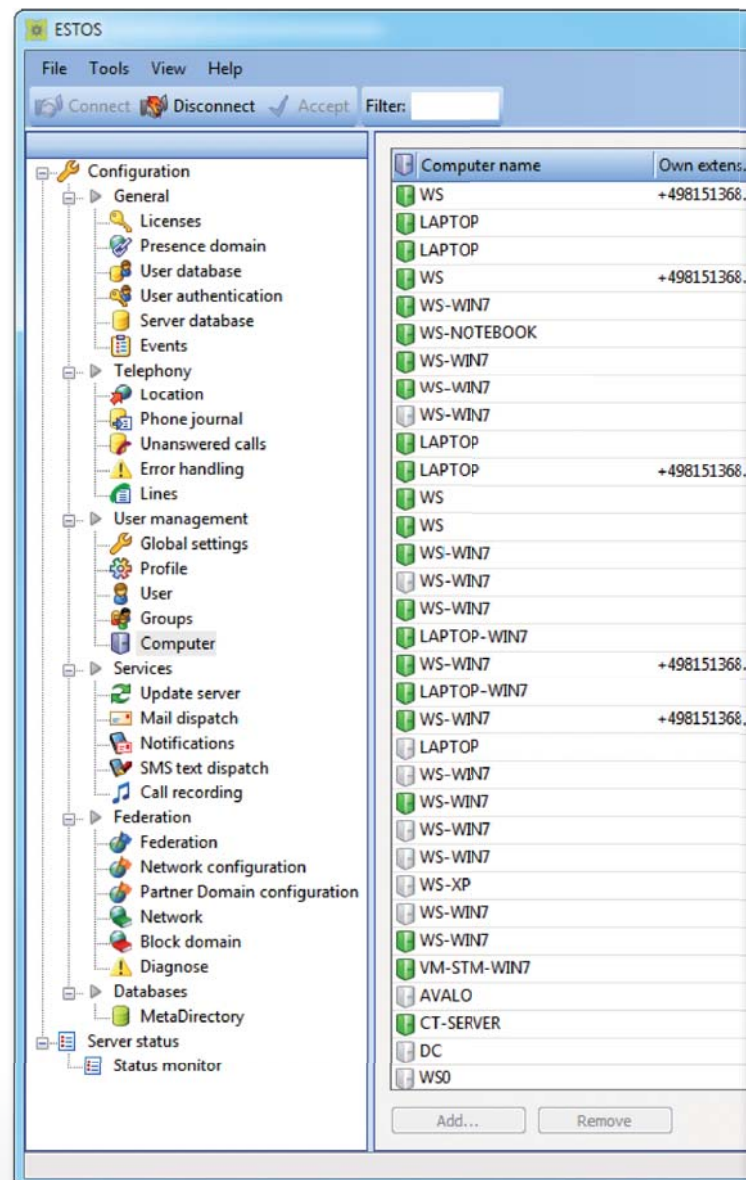 ESTOS
File Tools View Help
Connect Disconnect Accept Filter:
Configuration
General
Licenses
Presence domain
User database
User authentication
Server database
Events
Telephony
Location
Phone journal
Unanswered calls
Error handling
Lines
User management
Global settings
Profile
User
Groups
Computer
Services
Update server
Mail dispatch
Notifications
SMS text dispatch
Call recording
Federation
Federation
Network configuration
Partner Domain configuration
Network
Block domain
Diagnose
Databases
MetaDirectory
Server status
Status monitor
Computer name Own extens.
WS +498151368.
LAPTOP
LAPTOP
WS +498151368.
WS-WIN7
WS-NOTEBOOK
WS-WIN7
WS-WIN7
WS-WIN7
LAPTOP
LAPTOP +498151368.
WS
WS
WS-WIN7
WS-WIN7
WS-WIN7
LAPTOP-WIN7
WS-WIN7 +498151368.
LAPTOP-WIN7
WS-WIN7 +498151368.
LAPTOP
WS-WIN7
WS-WIN7
WS-WIN7
WS-WIN7
WS-XP
WS-WIN7
WS-WIN7
VM-STM-WIN7
AVALO
CT-SERVER
DC
WS0
Add... Remove